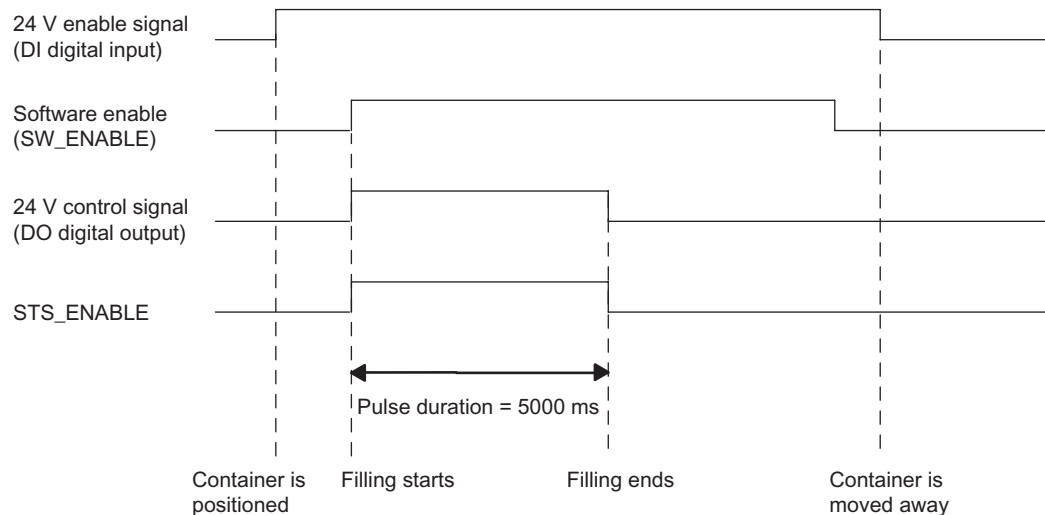 24 V enable signal
(DI digital input)
Software enable
(SW_ENABLE)
24 V control signal
(DO digital output)
STS_ENABLE
Pulse duration = 5000 ms
Container is
positioned
Filling starts
Filling ends
Container is
moved away